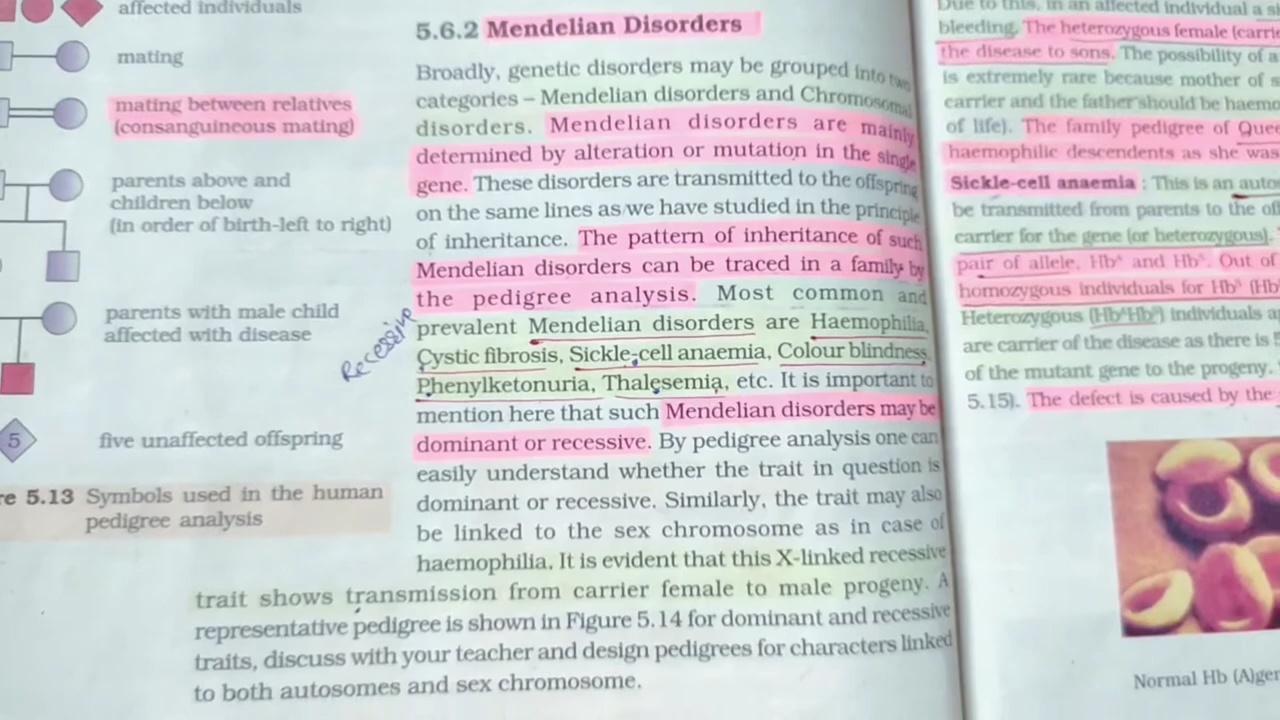 affected individuals
mating
mating between relatives
(consanguineous mating)
parents above and
children below
(in order of birth-left to right)
parents with male child
affected with disease
5
five unaffected offspring
re 5.13 Symbols used in the human
pedigree analysis
5.6.2 Mendelian Disorders
Broadly, genetic disorders may be grouped into two
categories – Mendelian disorders and Chromosomal
disorders. Mendelian disorders are mainly
determined by alteration or mutation in the single
gene. These disorders are transmitted to the offspring
on the same lines as we have studied in the principle
of inheritance. The pattern of inheritance of such
Mendelian disorders can be traced in a family by
the pedigree analysis. Most common and
prevalent Mendelian disorders are Haemophilia,
Cystic fibrosis, Sickle-cell anaemia, Colour blindness,
Phenylketonuria, Thalesemia, etc. It is important to
mention here that such Mendelian disorders may be
dominant or recessive. By pedigree analysis one can
easily understand whether the trait in question is
dominant or recessive. Similarly, the trait may also
be linked to the sex chromosome as in case of
haemophilia. It is evident that this X-linked recessive
trait shows transmission from carrier female to male progeny. A
representative pedigree is shown in Figure 5.14 for dominant and recessive
traits, discuss with your teacher and design pedigrees for characters linked
to both autosomes and sex chromosome.
Recessive
Due to this, in an affected individual a
bleeding. The heterozygous female
the disease to sons. The possibility of a
is extremely rare because mother of
carrier and the father should be
of life). The family pedigree of
haemophilic descendents as she was
Sickle-cell anaemia : This is an
be transmitted from parents to the
carrier for the gene (or heterozygous).
pair of allele, Hbᴬ and Hbˢ. Out of
homozygous individuals for Hbˢ
Heterozygous (HbᴬHbˢ) individuals
are carrier of the disease as there is
of the mutant gene to the progeny.
5.15). The defect is caused by the
Normal Hb (A)